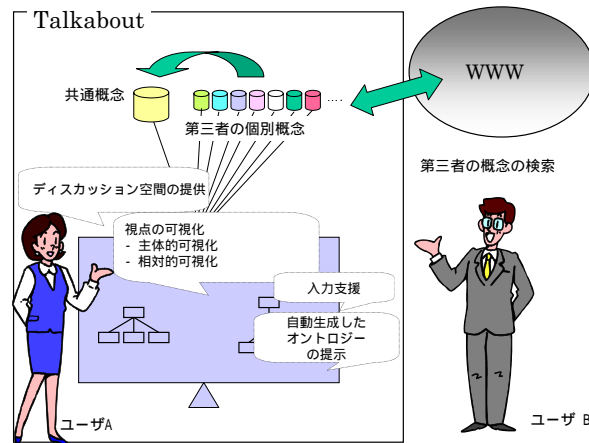 Talkabout
WWW
共通概念
....
第三者の個別概念
第三者の概念の検索
ディスカッション空間の提供
視点の可視化
- 主体的可視化
- 相対的可視化
入力支援
自動生成した
オントロジー
の提示
ユーザA
ユーザ B